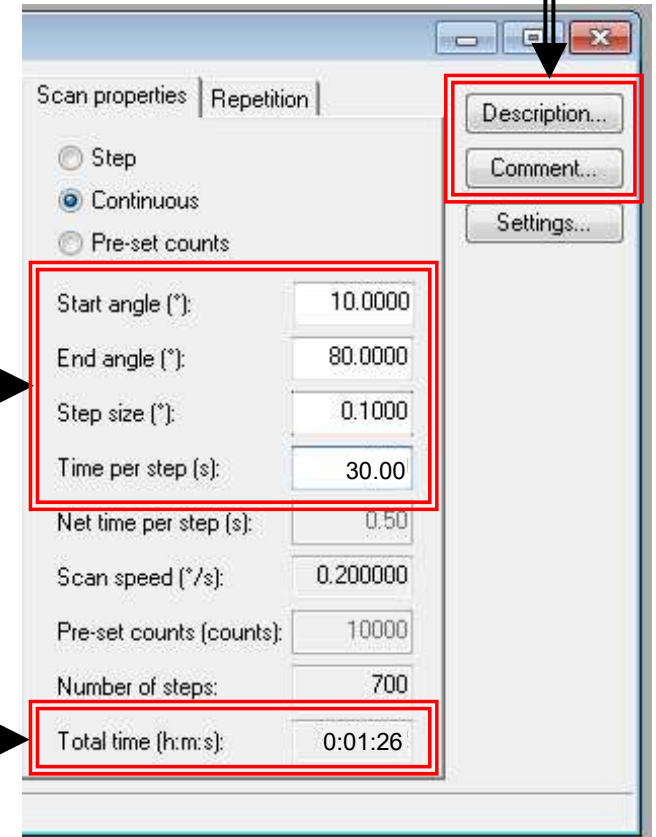 Scan properties Repetition
Description...
Comment...
Settings...
Step
Continuous
Pre-set counts
Start angle (°): 10.0000
End angle (°): 80.0000
Step size (°): 0.1000
Time per step (s): 30.00
Net time per step (s): 0.50
Scan speed (°/s): 0.200000
Pre-set counts (counts): 10000
Number of steps: 700
Total time (h:m:s): 0:01:26